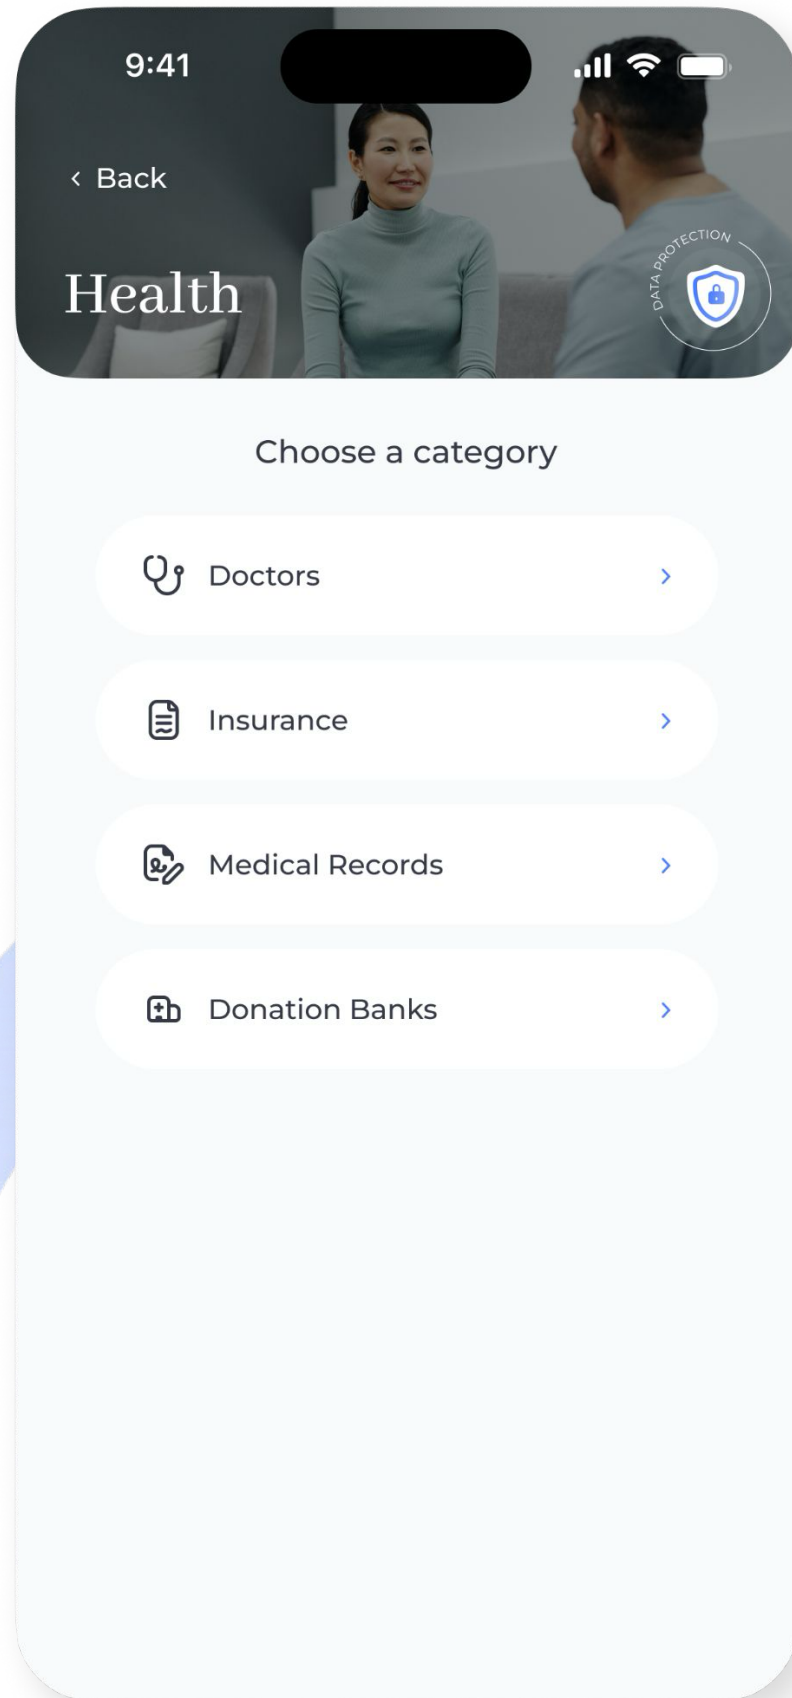 9:41
Back
Health
DATA PROTECTION
Choose a category
Doctors
Insurance
Medical Records
Donation Banks